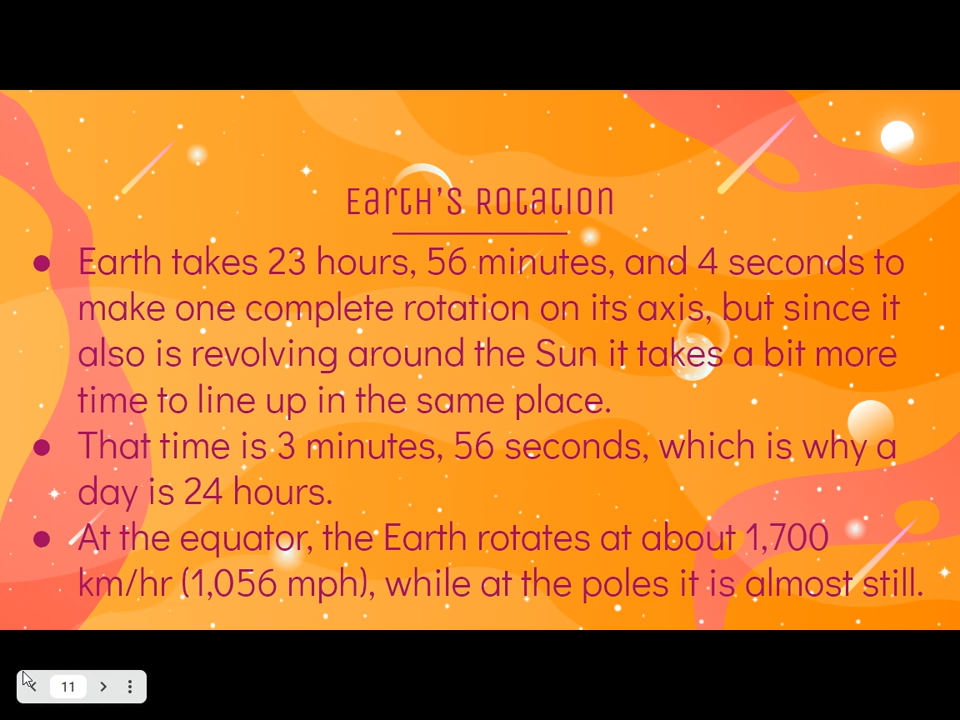 Earth's Rotation
● Earth takes 23 hours, 56 minutes, and 4 seconds to
make one complete rotation on its axis, but since it
also is revolving around the Sun it takes a bit more
time to line up in the same place.
● That time is 3 minutes, 56 seconds, which is why a
day is 24 hours.
● At the equator, the Earth rotates at about 1,700
km/hr (1,056 mph), while at the poles it is almost still.
11